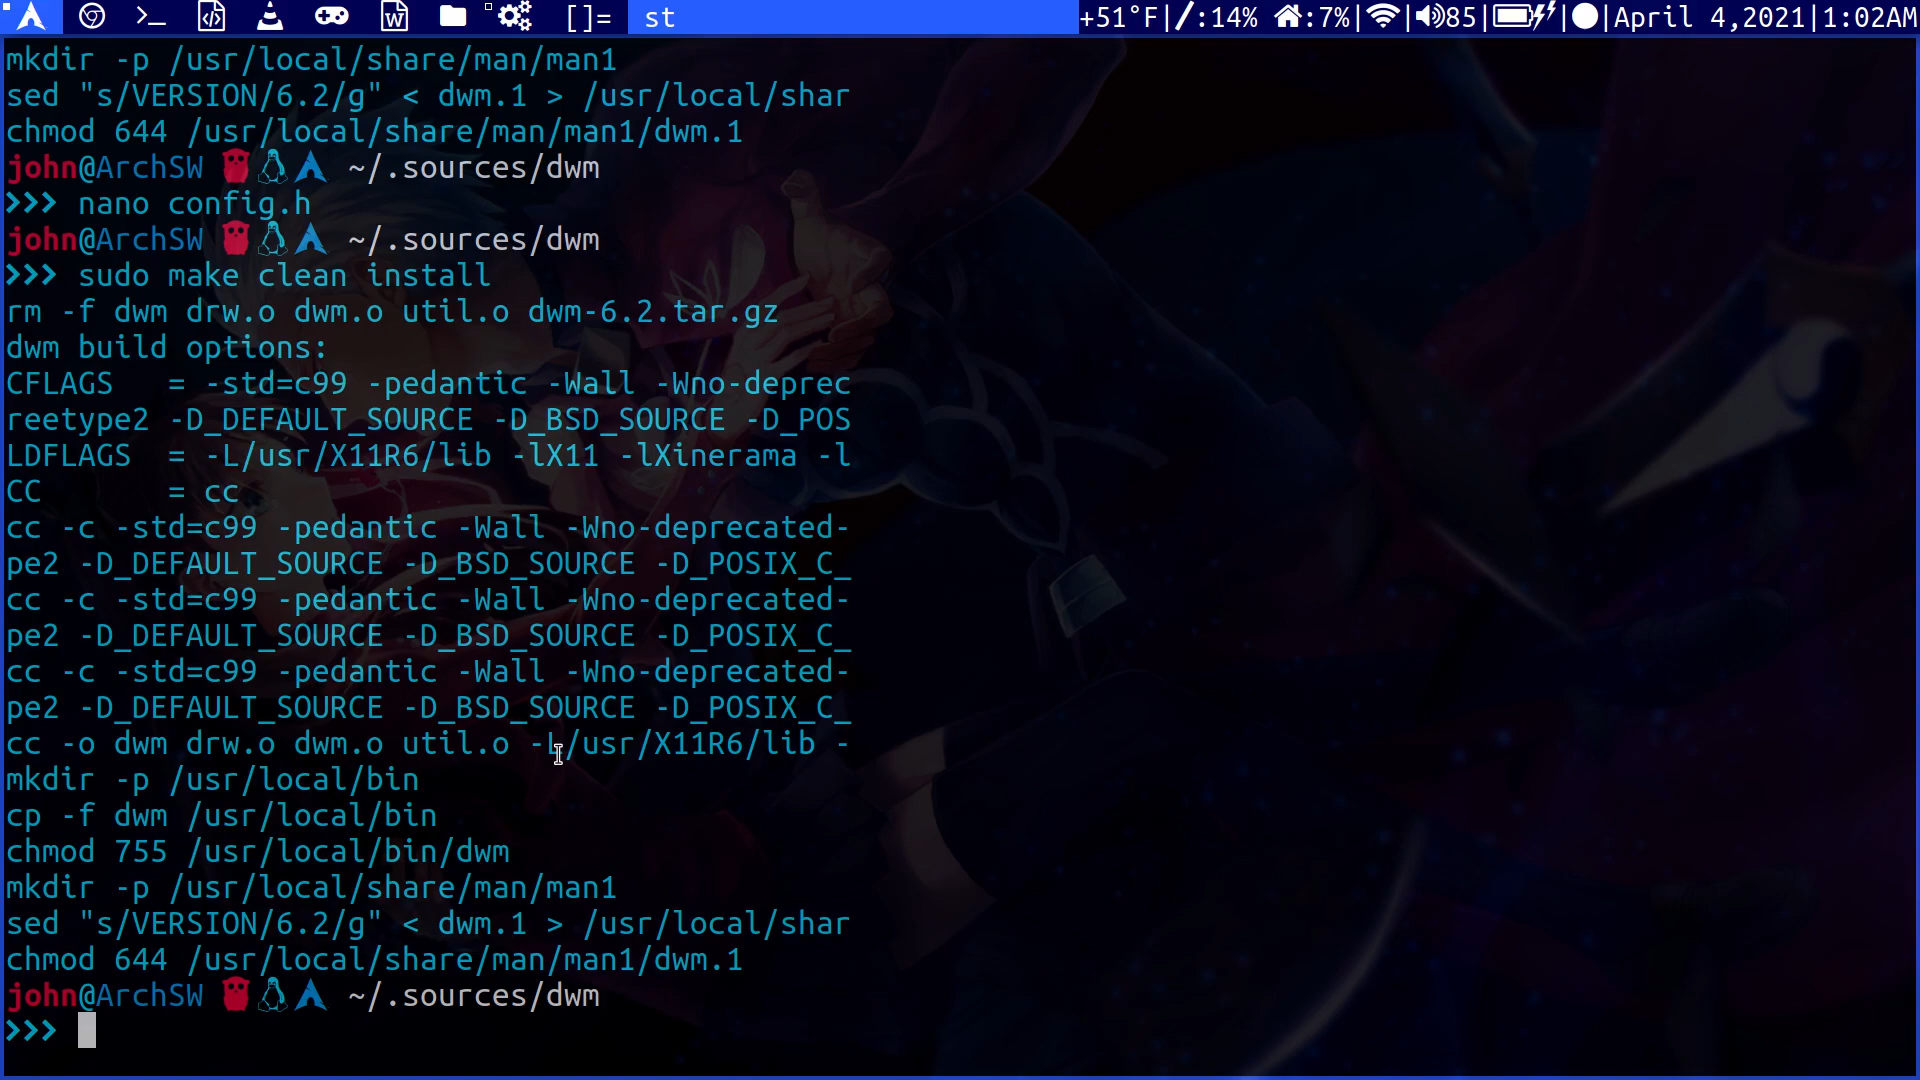 []= st +51°F|/:14% :7%||85||April 4,2021|1:02AM
mkdir -p /usr/local/share/man/man1
sed "s/VERSION/6.2/g" < dwm.1 > /usr/local/shar
chmod 644 /usr/local/share/man/man1/dwm.1
john@ArchSW ~/.sources/dwm
>>> nano config.h
john@ArchSW ~/.sources/dwm
>>> sudo make clean install
rm -f dwm drw.o dwm.o util.o dwm-6.2.tar.gz
dwm build options:
CFLAGS   = -std=c99 -pedantic -Wall -Wno-deprec
reetype2 -D_DEFAULT_SOURCE -D_BSD_SOURCE -D_POS
LDFLAGS  = -L/usr/X11R6/lib -lX11 -lXinerama -l
CC       = cc
cc -c -std=c99 -pedantic -Wall -Wno-deprecated-
pe2 -D_DEFAULT_SOURCE -D_BSD_SOURCE -D_POSIX_C_
cc -c -std=c99 -pedantic -Wall -Wno-deprecated-
pe2 -D_DEFAULT_SOURCE -D_BSD_SOURCE -D_POSIX_C_
cc -c -std=c99 -pedantic -Wall -Wno-deprecated-
pe2 -D_DEFAULT_SOURCE -D_BSD_SOURCE -D_POSIX_C_
cc -o dwm drw.o dwm.o util.o -L/usr/X11R6/lib -
mkdir -p /usr/local/bin
cp -f dwm /usr/local/bin
chmod 755 /usr/local/bin/dwm
mkdir -p /usr/local/share/man/man1
sed "s/VERSION/6.2/g" < dwm.1 > /usr/local/shar
chmod 644 /usr/local/share/man/man1/dwm.1
john@ArchSW ~/.sources/dwm
>>>